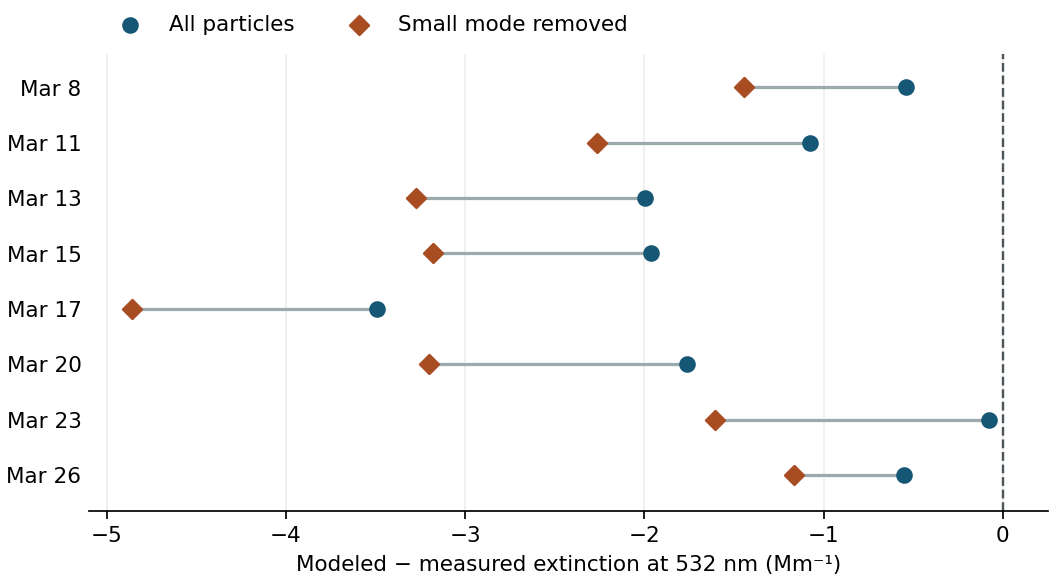 All particles Small mode removed
Mar 8
Mar 11
Mar 13
Mar 15
Mar 17
Mar 20
Mar 23
Mar 26
−5 −4 −3 −2 −1 0
Modeled − measured extinction at 532 nm (Mm⁻¹)